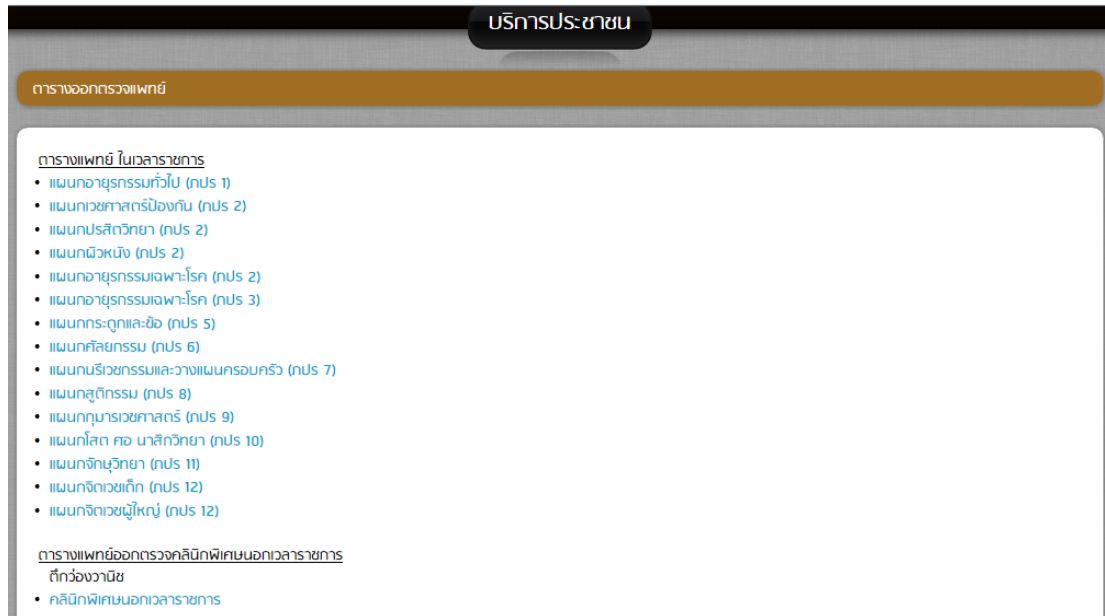 บริการประชาชน
ตารางออกตรวจแพทย์
ตารางแพทย์ ในเวลาราชการ
• แผนกอายุรกรรมทั่วไป (ภปร 1)
• แผนกเวชศาสตร์ป้องกัน (ภปร 2)
• แผนกปรสิตวิทยา (ภปร 2)
• แผนกผิวหนัง (ภปร 2)
• แผนกอายุรกรรมเฉพาะโรค (ภปร 2)
• แผนกอายุรกรรมเฉพาะโรค (ภปร 3)
• แผนกกระดูกและข้อ (ภปร 5)
• แผนกศัลยกรรม (ภปร 6)
• แผนกนรีเวชกรรมและวางแผนครอบครัว (ภปร 7)
• แผนกสูติกรรม (ภปร 8)
• แผนกกุมารเวชศาสตร์ (ภปร 9)
• แผนกโสต ศอ นาสิกวิทยา (ภปร 10)
• แผนกจักษุวิทยา (ภปร 11)
• แผนกจิตเวชเด็ก (ภปร 12)
• แผนกจิตเวชผู้ใหญ่ (ภปร 12)
ตารางแพทย์ออกตรวจคลินิกพิเศษนอกเวลาราชการ
ตึกว่องวานิช
• คลินิกพิเศษนอกเวลาราชการ